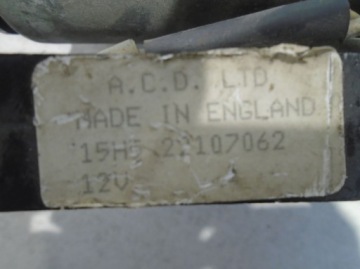 A.C.D. LTD,
MADE IN ENGLAND
15HS 22107062
12V